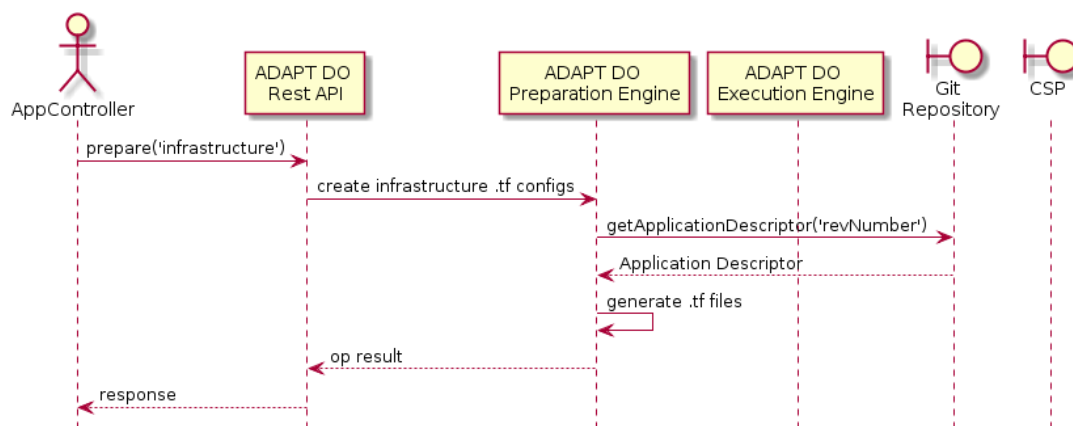 AppController
ADAPT DO
Rest API
ADAPT DO
Preparation Engine
ADAPT DO
Execution Engine
Git
Repository
CSP
prepare('infrastructure')
create infrastructure .tf configs
getApplicationDescriptor('revNumber')
Application Descriptor
generate .tf files
op result
response